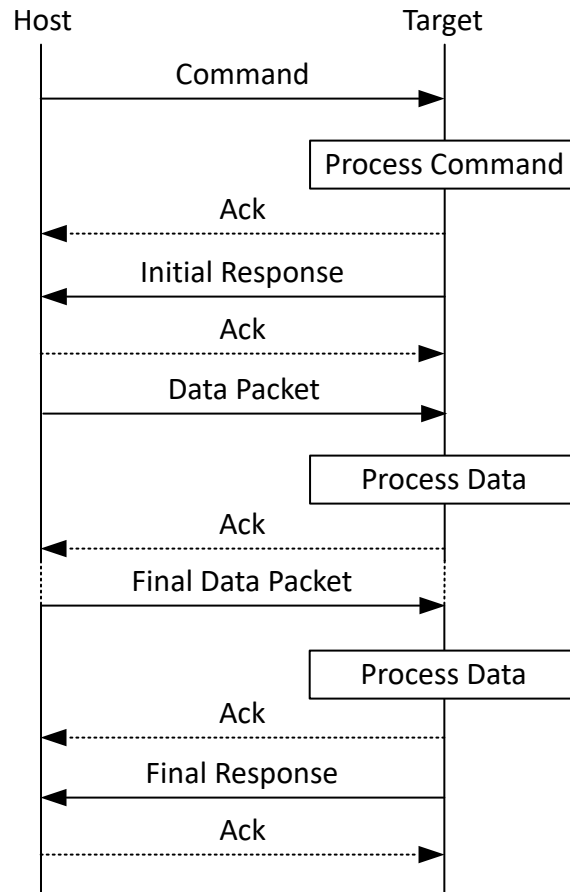 Host
Target
Command
Process Command
Ack
Initial Response
Ack
Data Packet
Process Data
Ack
Final Data Packet
Process Data
Ack
Final Response
Ack